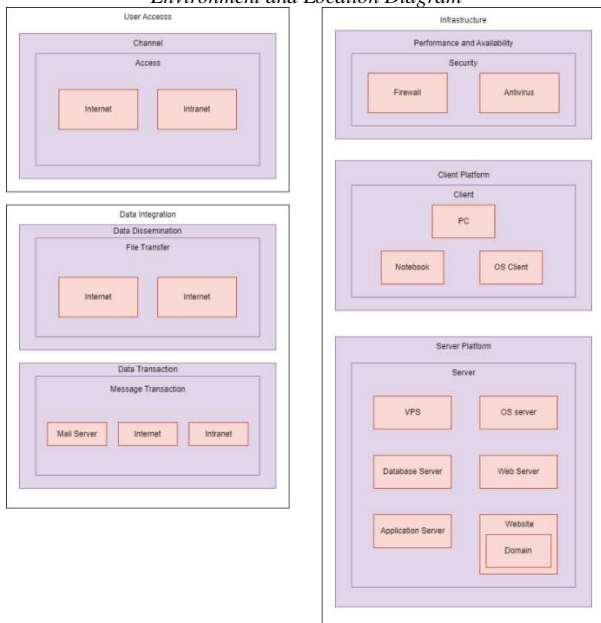 Environment and Location Diagram
User Accesss
Channel
Access
Internet
Intranet
Data Integration
Data Dissemination
File Transfer
Internet
Internet
Data Transaction
Message Transaction
Mail Server
Internet
Intranet
Infrastructure
Performance and Availability
Security
Firewall
Antivirus
Client Platform
Client
PC
Notebook
OS Client
Server Platform
Server
VPS
OS server
Database Server
Web Server
Application Server
Website
Domain